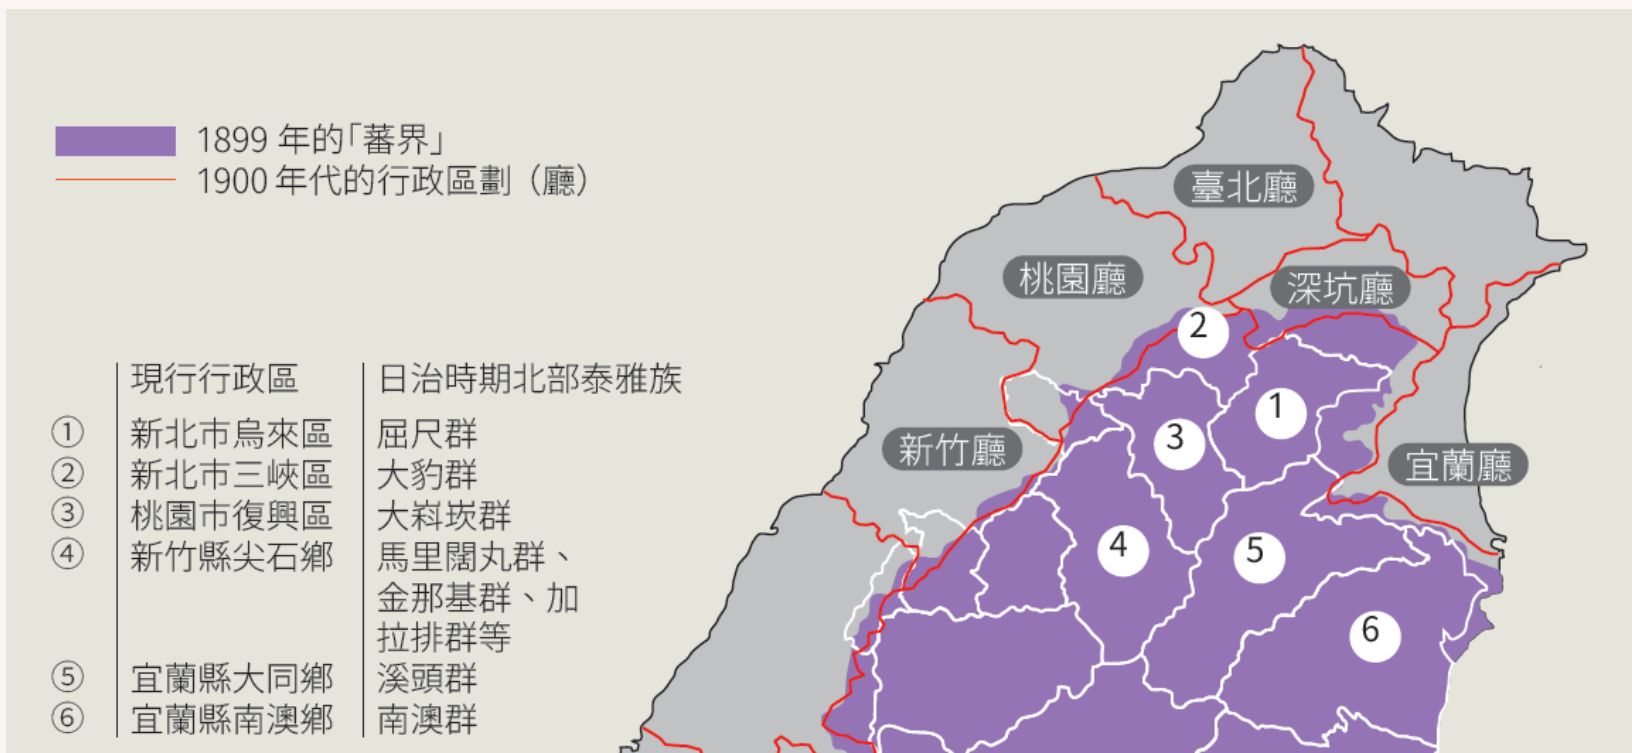 1899 年的「蕃界」
1900 年代的行政區劃（廳）
臺北廳
桃園廳
深坑廳
新竹廳
宜蘭廳
2
1
3
4
5
6
現行行政區 日治時期北部泰雅族
① 新北市烏來區 屈尺群
② 新北市三峽區 大豹群
③ 桃園市復興區 大嵙崁群
④ 新竹縣尖石鄉 馬里闊丸群、
金那基群、加
拉排群等
⑤ 宜蘭縣大同鄉 溪頭群
⑥ 宜蘭縣南澳鄉 南澳群